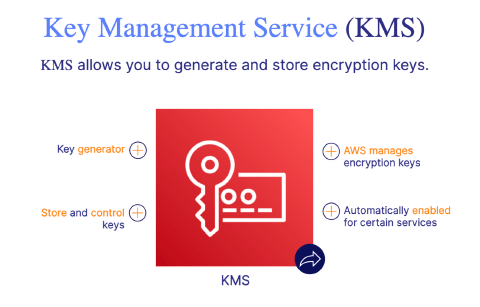 Key Management Service (KMS)
KMS allows you to generate and store encryption keys.
Key generator
AWS manages
encryption keys
Store and control
keys
Automatically enabled
for certain services
KMS